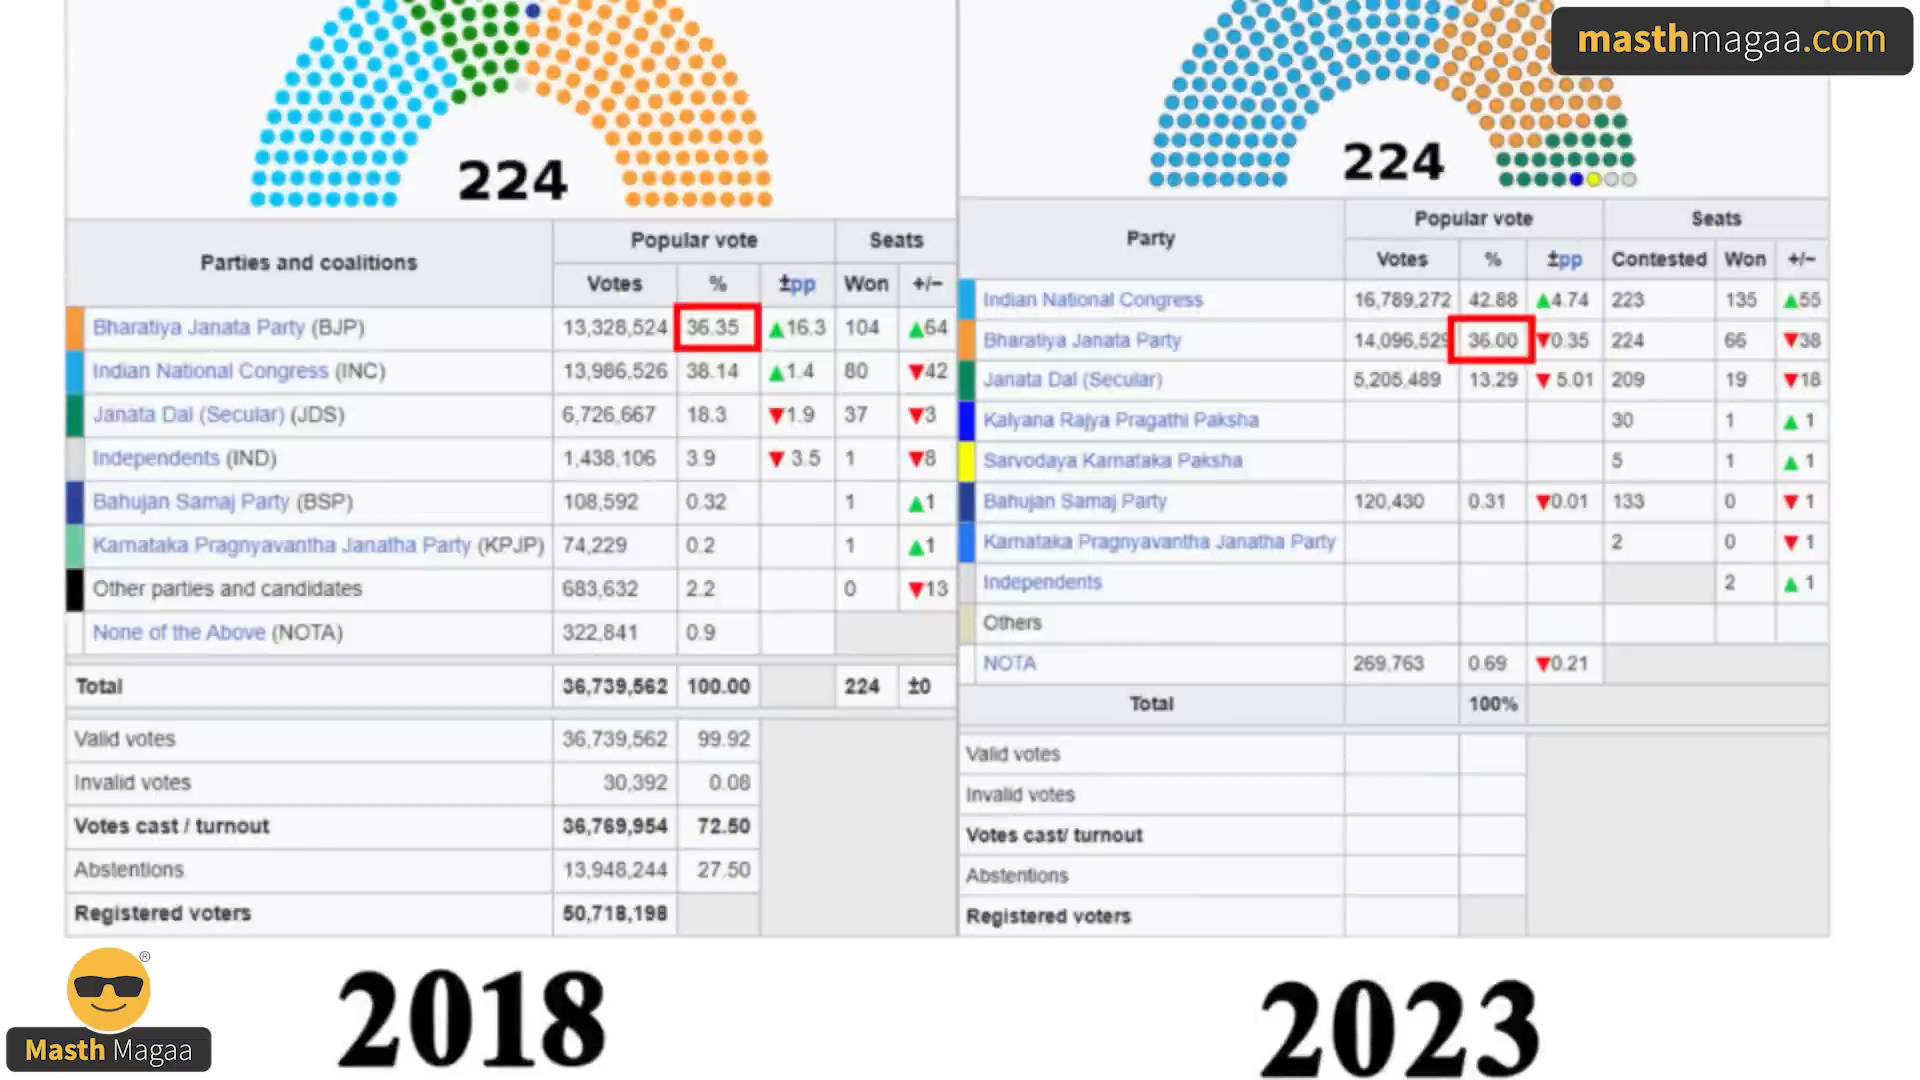 masthmagaa.com
224
Parties and coalitions Popular vote Seats
Votes % ±pp Won +/−
Bharatiya Janata Party (BJP) 13,328,524 36.35 ▲16.3 104 ▲64
Indian National Congress (INC) 13,986,526 38.14 ▲1.4 80 ▼42
Janata Dal (Secular) (JDS) 6,726,667 18.3 ▼1.9 37 ▼3
Independents (IND) 1,438,106 3.9 ▼3.5 1 ▼8
Bahujan Samaj Party (BSP) 108,592 0.32 1 ▲1
Karnataka Pragnyavantha Janatha Party (KPJP) 74,229 0.2 1 ▲1
Other parties and candidates 683,632 2.2 0 ▼13
None of the Above (NOTA) 322,841 0.9
Total 36,739,562 100.00 224 ±0
Valid votes 36,739,562 99.92
Invalid votes 30,392 0.08
Votes cast / turnout 36,769,954 72.50
Abstentions 13,948,244 27.50
Registered voters 50,718,198
224
Party Popular vote Seats
Votes % ±pp Contested Won +/−
Indian National Congress 16,789,272 42.88 ▲4.74 223 135 ▲55
Bharatiya Janata Party 14,096,529 36.00 ▼0.35 224 66 ▼38
Janata Dal (Secular) 5,205,489 13.29 ▼5.01 209 19 ▼18
Kalyana Rajya Pragathi Paksha 30 1 ▲1
Sarvodaya Karnataka Paksha 5 1 ▲1
Bahujan Samaj Party 120,430 0.31 ▼0.01 133 0 ▼1
Karnataka Pragnyavantha Janatha Party 2 0 ▼1
Independents 2 ▲1
Others
NOTA 269,763 0.69 ▼0.21
Total 100%
Valid votes
Invalid votes
Votes cast/ turnout
Abstentions
Registered voters
®
Masth Magaa
2018
2023